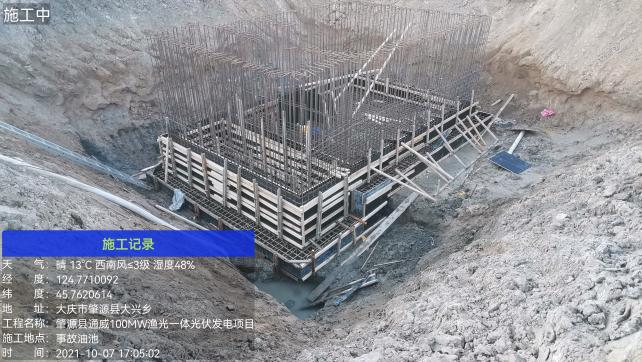 施工中
施工记录
天 气: 晴 13℃ 西南风≤3级 湿度48%
经 度: 124.7710092
纬 度: 45.7620614
地 址: 大庆市肇源县大兴乡
工程名称: 肇源县通威100MW渔光一体光伏发电项目
施工地点: 事故油池
时 间: 2021-10-07 17:05:02